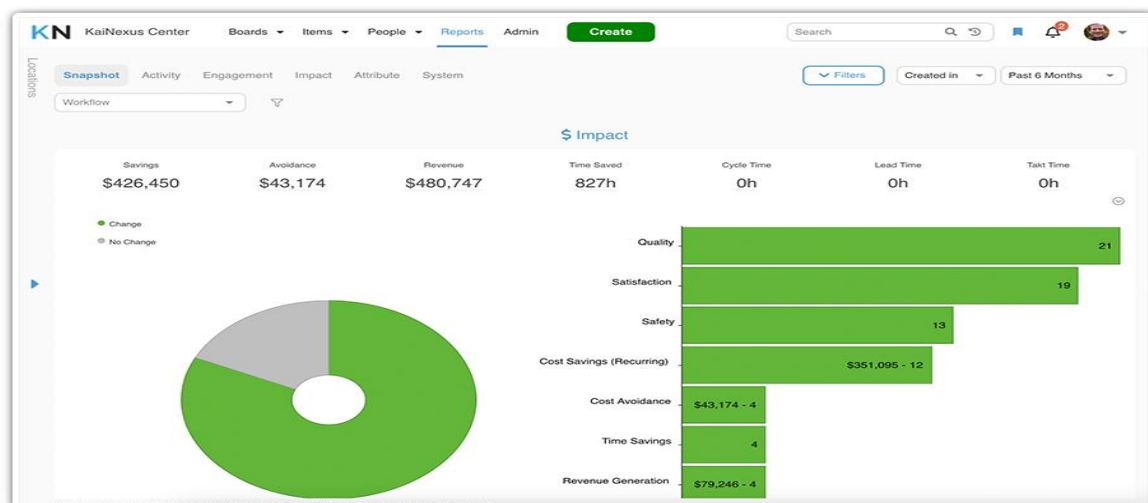 KN KaiNexus Center Boards Items People Reports Admin Create Search 2
Locations
Snapshot Activity Engagement Impact Attribute System Filters Created in Past 6 Months
Workflow
$ Impact
Savings Avoidance Revenue Time Saved Cycle Time Lead Time Takt Time
$426,450 $43,174 $480,747 827h 0h 0h 0h
Change
No Change
Quality 21
Satisfaction 19
Safety 13
Cost Savings (Recurring) $351,095 - 12
Cost Avoidance $43,174 - 4
Time Savings 4
Revenue Generation $79,246 - 4